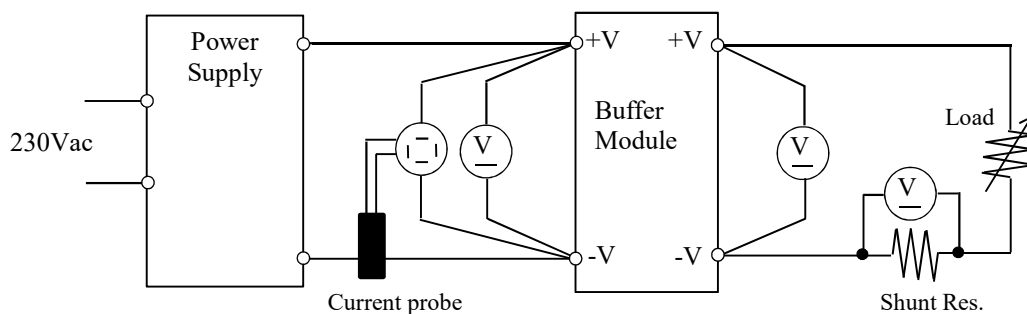 Power
Supply
230Vac
Current probe
V
+V
+V
Buffer
Module
-V
-V
V
Load
V
Shunt Res.